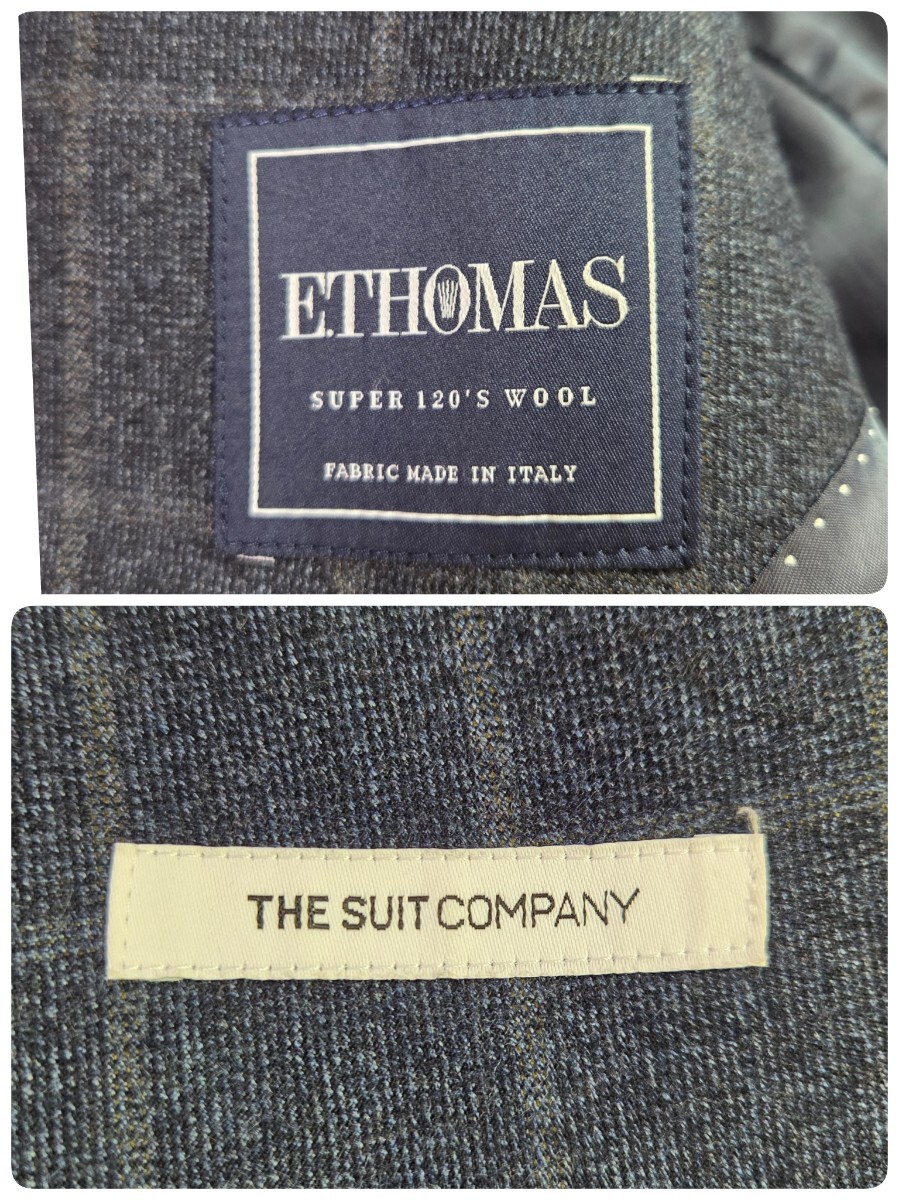 E.THOMAS
SUPER 120'S WOOL
FABRIC MADE IN ITALY
THE SUIT COMPANY